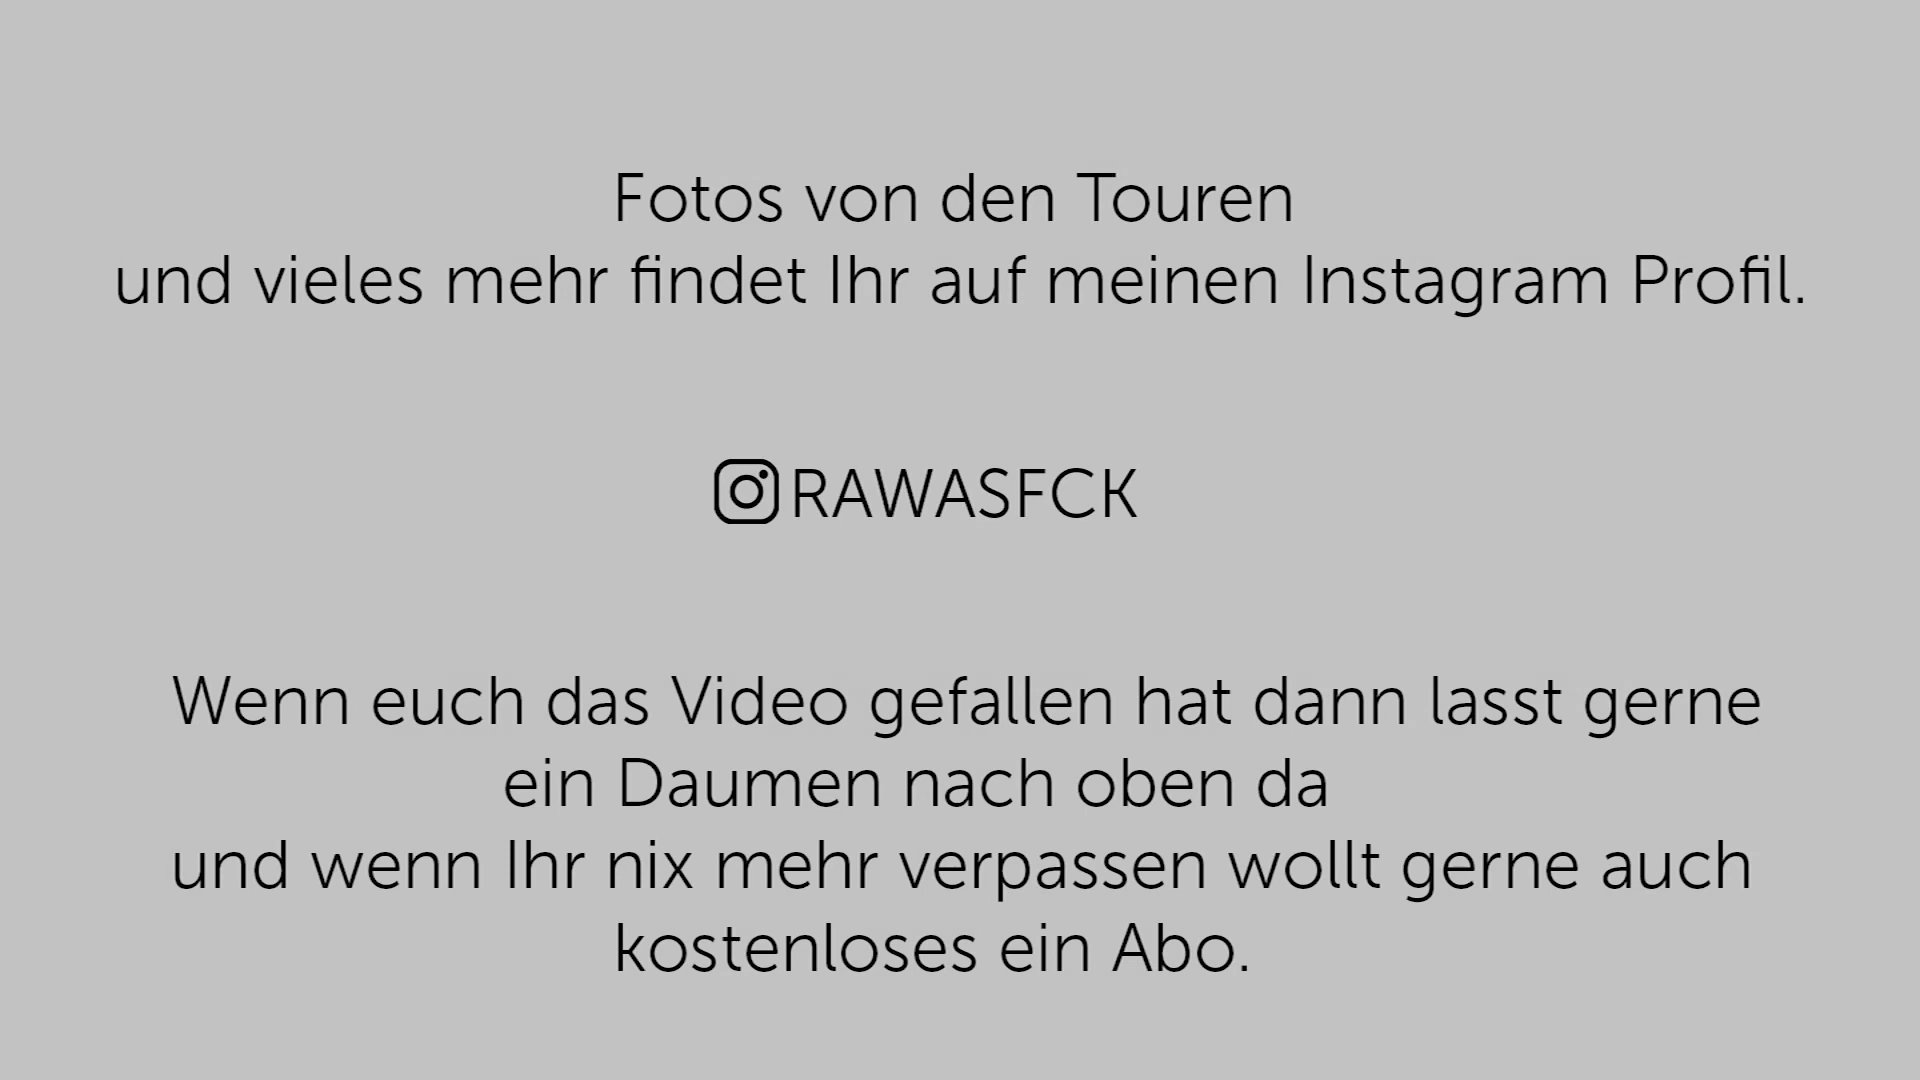 Fotos von den Touren
und vieles mehr findet Ihr auf meinen Instagram Profil.
RAWASFCK
Wenn euch das Video gefallen hat dann lasst gerne
ein Daumen nach oben da
und wenn Ihr nix mehr verpassen wollt gerne auch
kostenloses ein Abo.